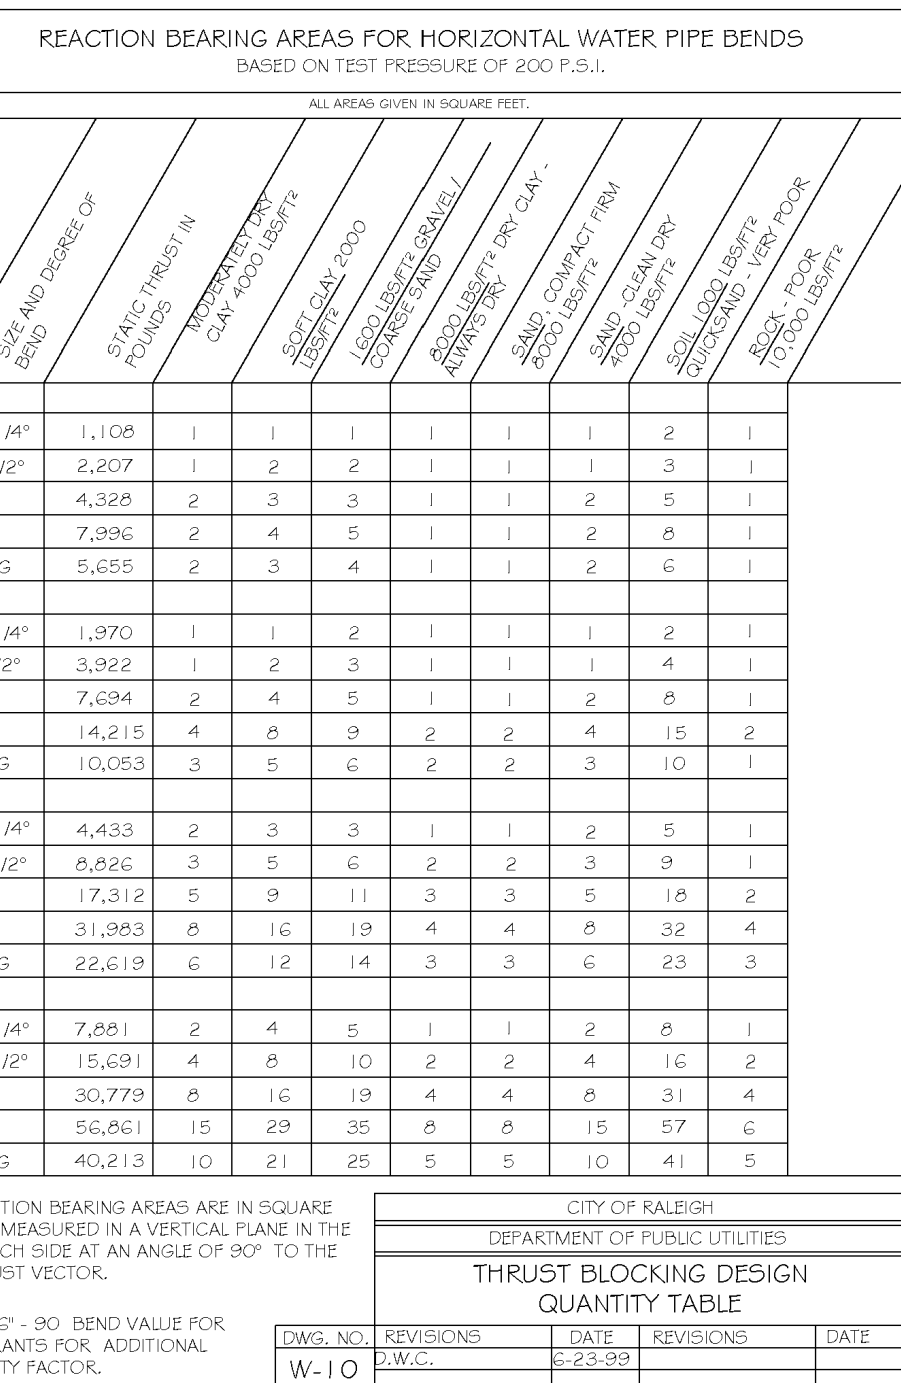 REACTION BEARING AREAS FOR HORIZONTAL WATER PIPE BENDS
BASED ON TEST PRESSURE OF 200 P.S.I.
ALL AREAS GIVEN IN SQUARE FEET.
SIZE AND DEGREE OF
BEND
STATIC THRUST IN
POUNDS
MODERATELY DRY
CLAY 4000 LBS/FT2
SOFT CLAY 2000
LBS/FT2
1600 LBS/FT2 GRAVEL /
COARSE SAND
8000 LBS/FT2 DRY CLAY -
ALWAYS DRY
SAND, COMPACT FIRM
8000 LBS/FT2
SAND -CLEAN DRY
4000 LBS/FT2
SOIL 1000 LBS/FT2
QUICKSAND - VERY POOR
ROCK - POOR
10,000 LBS/FT2
/4° 1,108 1 1 1 1 1 1 2 1
/2° 2,207 1 2 2 1 1 1 3 1
4,328 2 3 3 1 1 2 5 1
7,996 2 4 5 1 1 2 8 1
G 5,655 2 3 4 1 1 2 6 1
/4° 1,970 1 1 2 1 1 1 2 1
2° 3,922 1 2 3 1 1 1 4 1
7,694 2 4 5 1 1 2 8 1
14,215 4 8 9 2 2 4 15 2
G 10,053 3 5 6 2 2 3 10 1
/4° 4,433 2 3 3 1 1 2 5 1
/2° 8,826 3 5 6 2 2 3 9 1
17,312 5 9 11 3 3 5 18 2
31,983 8 16 19 4 4 8 32 4
G 22,619 6 12 14 3 3 6 23 3
/4° 7,881 2 4 5 1 1 2 8 1
/2° 15,691 4 8 10 2 2 4 16 2
30,779 8 16 19 4 4 8 31 4
56,861 15 29 35 8 8 15 57 6
G 40,213 10 21 25 5 5 10 41 5
TION BEARING AREAS ARE IN SQUARE
MEASURED IN A VERTICAL PLANE IN THE
CH SIDE AT AN ANGLE OF 90° TO THE
UST VECTOR.
6" - 90 BEND VALUE FOR
RANTS FOR ADDITIONAL
TY FACTOR.
CITY OF RALEIGH
DEPARTMENT OF PUBLIC UTILITIES
THRUST BLOCKING DESIGN
QUANTITY TABLE
DWG. NO. REVISIONS DATE REVISIONS DATE
W-10 D.W.C. 6-23-99